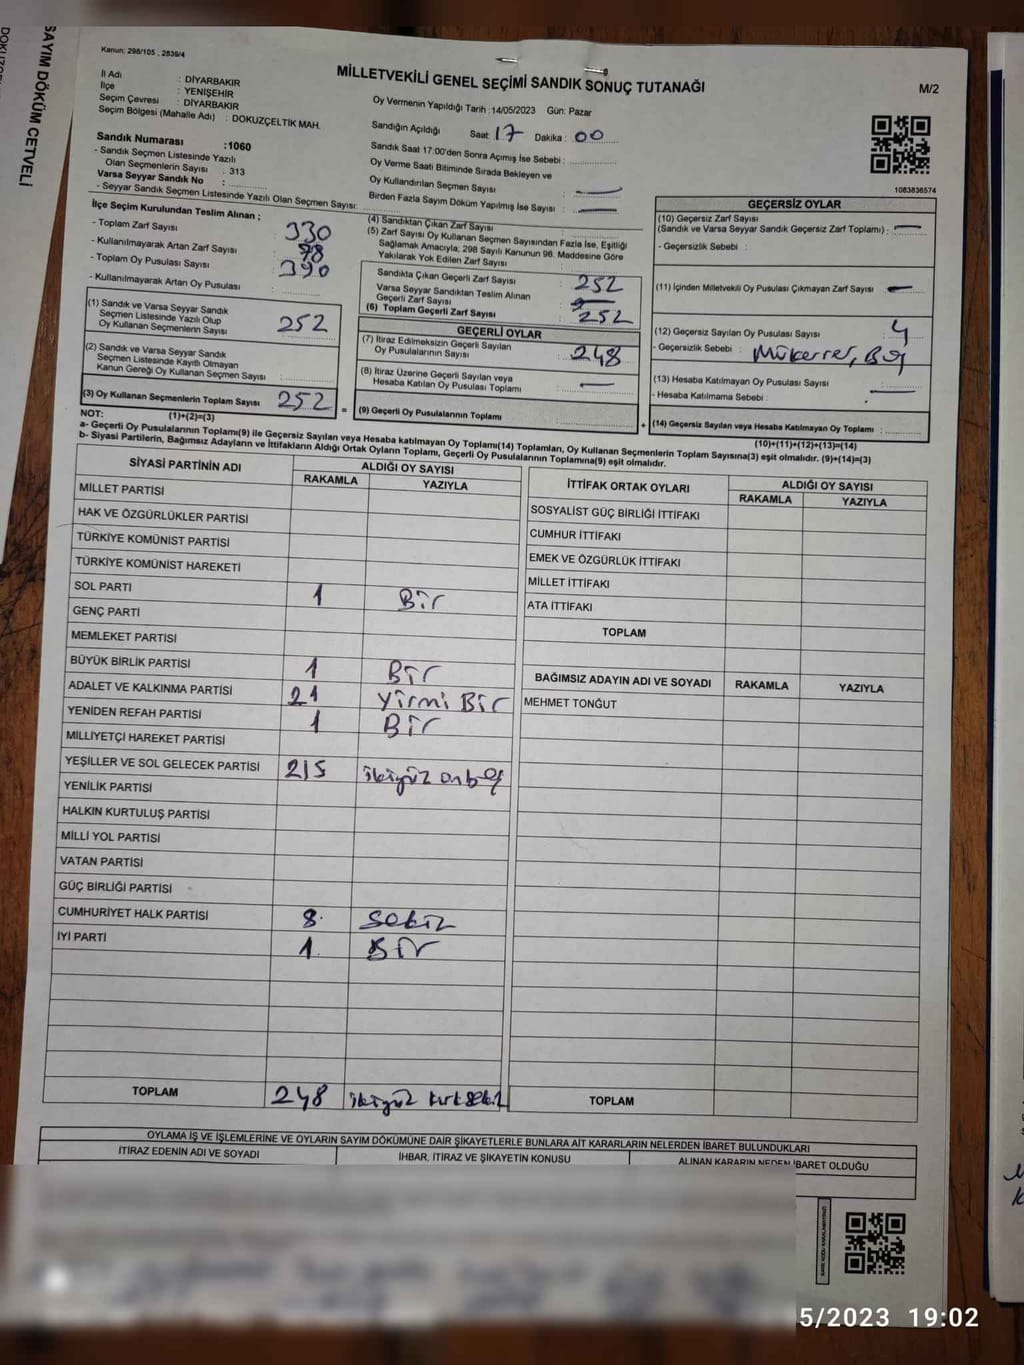 SAYIM DÖKÜM CETVELİ
Kanun: 298/105 , 2839/4
MİLLETVEKİLİ GENEL SEÇİMİ SANDIK SONUÇ TUTANAĞI
M/2
İl Adı : DİYARBAKIR
İlçe : YENİŞEHİR
Seçim Çevresi : DİYARBAKIR
Seçim Bölgesi (Mahalle Adı) : DOKUZÇELTİK MAH.
Sandık Numarası :1060
- Sandık Seçmen Listesinde Yazılı
Olan Seçmenlerin Sayısı : 313
Varsa Seyyar Sandık No :
- Seyyar Sandık Seçmen Listesinde Yazılı Olan Seçmen Sayısı:
Oy Vermenin Yapıldığı Tarih :14/05/2023 Gün: Pazar
Sandığın Açıldığı Saat: 17 Dakika : 00
Sandık Saat 17:00'den Sonra Açımış İse Sebebi :
Oy Verme Saati Bitiminde Sırada Bekleyen ve
Oy Kullandırılan Seçmen Sayısı : —
Birden Fazla Sayım Döküm Yapılmış İse Sayısı : —
1083836574
İlçe Seçim Kurulundan Teslim Alınan ;
- Toplam Zarf Sayısı : 330
- Kullanılmayarak Artan Zarf Sayısı : 78
- Toplam Oy Pusulası Sayısı : 390
- Kullanılmayarak Artan Oy Pusulası :
(1) Sandık ve Varsa Seyyar Sandık
Seçmen Listesinde Yazılı Olup
Oy Kullanan Seçmenlerin Sayısı : 252
(2) Sandık ve Varsa Seyyar Sandık
Seçmen Listesinde Kayıtlı Olmayan
Kanun Gereği Oy Kullanan Seçmen Sayısı :
(3) Oy Kullanan Seçmenlerin Toplam Sayısı : 252
(4) Sandıktan Çıkan Zarf Sayısı :
(5) Zarf Sayısı Oy Kullanan Seçmen Sayısından Fazla İse, Eşitliği
Sağlamak Amacıyla; 298 Sayılı Kanunun 98. Maddesine Göre
Yakılarak Yok Edilen Zarf Sayısı :
Sandıkta Çıkan Geçerli Zarf Sayısı : 252
Varsa Seyyar Sandıktan Teslim Alınan
Geçerli Zarf Sayısı :
(6) Toplam Geçerli Zarf Sayısı : 252
GEÇERLİ OYLAR
(7) İtiraz Edilmeksizin Geçerli Sayılan
Oy Pusulalarının Sayısı : 248
(8) İtiraz Üzerine Geçerli Sayılan veya
Hesaba Katılan Oy Pusulası Toplamı : —
= (9) Geçerli Oy Pusulalarının Toplamı :
GEÇERSİZ OYLAR
(10) Geçersiz Zarf Sayısı
(Sandık ve Varsa Seyyar Sandık Geçersiz Zarf Toplamı) : —
- Geçersizlik Sebebi :
(11) İçinden Milletvekili Oy Pusulası Çıkmayan Zarf Sayısı : —
(12) Geçersiz Sayılan Oy Pusulası Sayısı : 4
- Geçersizlik Sebebi : Mükerrer, Boş
(13) Hesaba Katılmayan Oy Pusulası Sayısı : —
- Hesaba Katılmama Sebebi :
+ (14) Geçersiz Sayılan veya Hesaba Katılmayan Oy Toplamı :
NOT: (1)+(2)=(3)
(10)+(11)+(12)+(13)=(14)
a- Geçerli Oy Pusulalarının Toplamı(9) ile Geçersiz Sayılan veya Hesaba katılmayan Oy Toplamı(14) Toplamları, Oy Kullanan Seçmenlerin Toplam Sayısına(3) eşit olmalıdır. (9)+(14)=(3)
b- Siyasi Partilerin, Bağımsız Adayların ve İttifakların Aldığı Ortak Oyların Toplamı, Geçerli Oy Pusulalarının Toplamına(9) eşit olmalıdır.
SİYASİ PARTİNİN ADI ALDIĞI OY SAYISI
RAKAMLA YAZIYLA
MİLLET PARTİSİ
HAK VE ÖZGÜRLÜKLER PARTİSİ
TÜRKİYE KOMÜNİST PARTİSİ
TÜRKİYE KOMÜNİST HAREKETİ
SOL PARTİ 1 Bir
GENÇ PARTİ
MEMLEKET PARTİSİ
BÜYÜK BİRLİK PARTİSİ 1 Bir
ADALET VE KALKINMA PARTİSİ 21 Yirmi Bir
YENİDEN REFAH PARTİSİ 1 Bir
MİLLİYETÇİ HAREKET PARTİSİ
YEŞİLLER VE SOL GELECEK PARTİSİ 215 ikiyüz onbeş
YENİLİK PARTİSİ
HALKIN KURTULUŞ PARTİSİ
MİLLİ YOL PARTİSİ
VATAN PARTİSİ
GÜÇ BİRLİĞİ PARTİSİ
CUMHURİYET HALK PARTİSİ 8 Sekiz
İYİ PARTİ 1 Bir
TOPLAM 248 ikiyüz kırksekiz
İTTİFAK ORTAK OYLARI ALDIĞI OY SAYISI
RAKAMLA YAZIYLA
SOSYALİST GÜÇ BİRLİĞİ İTTİFAKI
CUMHUR İTTİFAKI
EMEK VE ÖZGÜRLÜK İTTİFAKI
MİLLET İTTİFAKI
ATA İTTİFAKI
TOPLAM
BAĞIMSIZ ADAYIN ADI VE SOYADI RAKAMLA YAZIYLA
MEHMET TONĞUT
TOPLAM
OYLAMA İŞ VE İŞLEMLERİNE VE OYLARIN SAYIM DÖKÜMÜNE DAİR ŞİKAYETLERLE BUNLARA AİT KARARLARIN NELERDEN İBARET BULUNDUKLARI
İTİRAZ EDENİN ADI VE SOYADI İHBAR, İTİRAZ VE ŞİKAYETİN KONUSU ALINAN KARARIN NEDEN İBARET OLDUĞU
5/2023 19:02